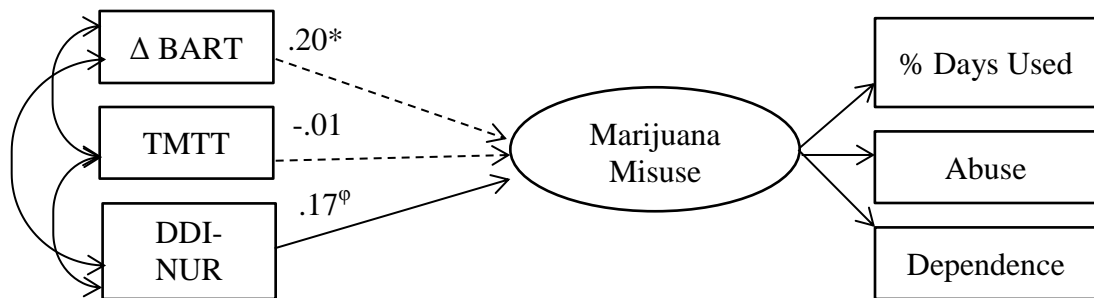 Δ BART
.20*
% Days Used
TMTT
-.01
Marijuana
Misuse
Abuse
DDI-
NUR
.17ᵠ
Dependence